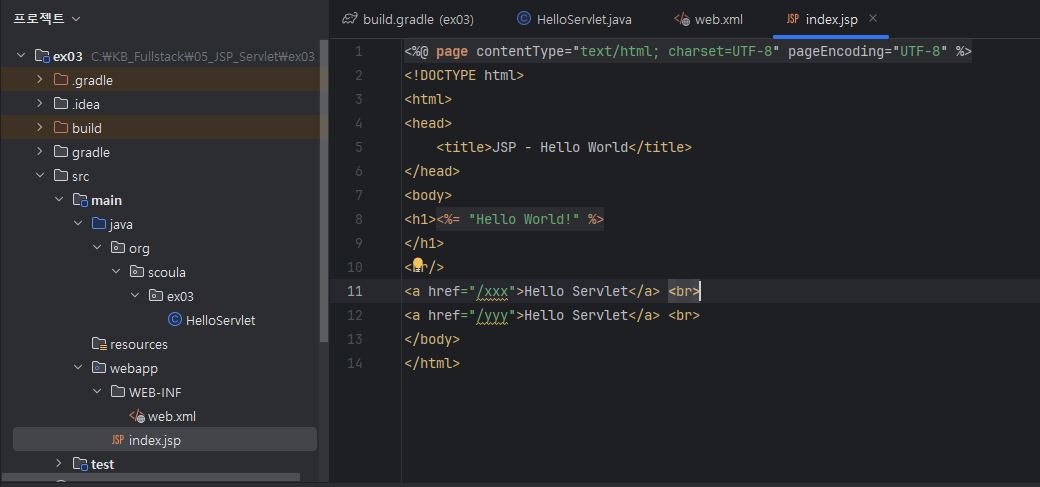 프로젝트
build.gradle (ex03)
HelloServlet.java
web.xml
index.jsp
ex03 C:\KB_Fullstack\05_JSP_Servlet\ex03
.gradle
.idea
build
gradle
src
main
java
org
scoula
ex03
HelloServlet
resources
webapp
WEB-INF
web.xml
index.jsp
test
1 <%@ page contentType="text/html; charset=UTF-8" pageEncoding="UTF-8" %>
2 <!DOCTYPE html>
3 <html>
4 <head>
5 <title>JSP - Hello World</title>
6 </head>
7 <body>
8 <h1><%= "Hello World!" %>
9 </h1>
10 <br/>
11 <a href="/xxx">Hello Servlet</a> <br>
12 <a href="/yyy">Hello Servlet</a> <br>
13 </body>
14 </html>